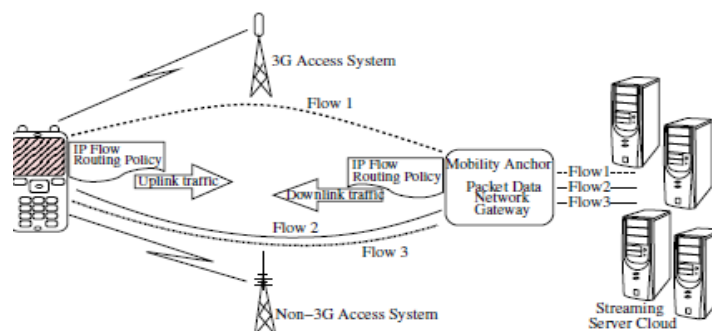 3G Access System
Flow 1
IP Flow
Routing Policy
Uplink traffic
IP Flow
Routing Policy
Downlink traffic
Mobility Anchor
Packet Data
Network
Gateway
Flow1
Flow2
Flow3
Flow 2
Flow 3
Non-3G Access System
Streaming
Server Cloud